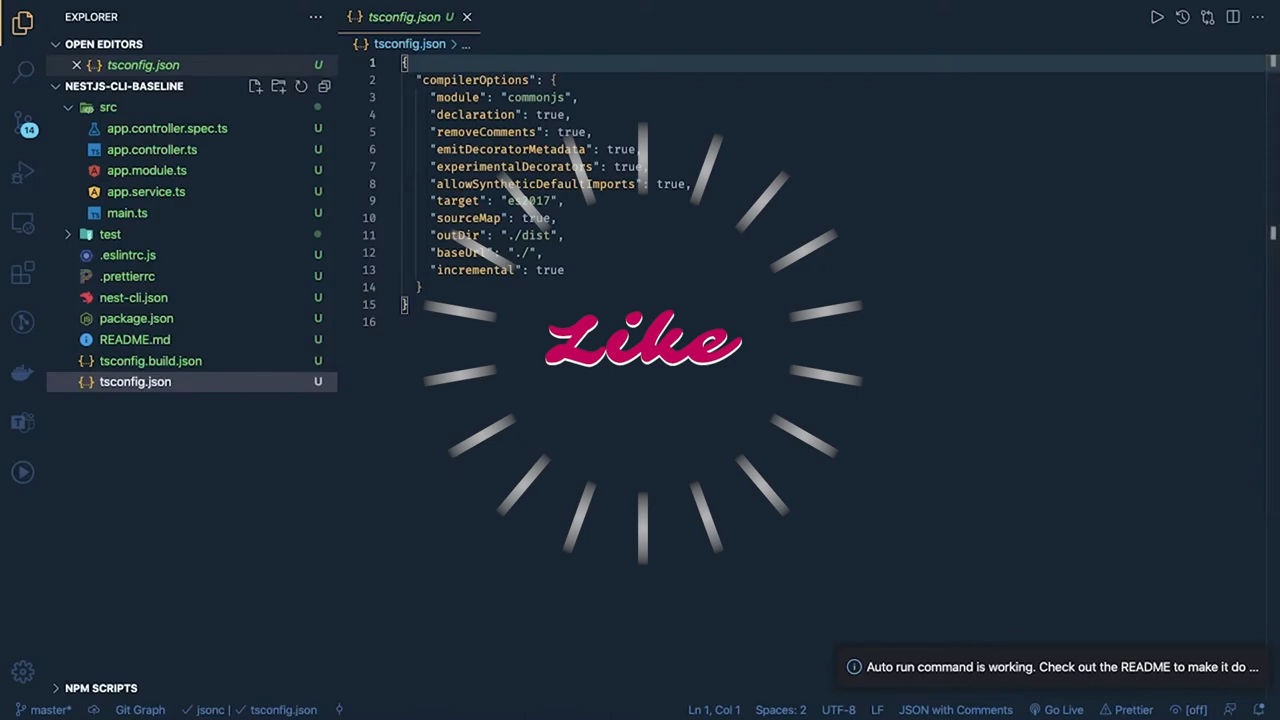 EXPLORER
OPEN EDITORS
tsconfig.json U
NESTJS-CLI-BASELINE
src
app.controller.spec.ts U
app.controller.ts U
app.module.ts U
app.service.ts U
main.ts U
test
.eslintrc.js U
.prettierrc U
nest-cli.json U
package.json U
README.md U
tsconfig.build.json U
tsconfig.json U
NPM SCRIPTS
14
tsconfig.json U
tsconfig.json > ...
1 {
2 "compilerOptions": {
3 "module": "commonjs",
4 "declaration": true,
5 "removeComments": true,
6 "emitDecoratorMetadata": true,
7 "experimentalDecorators": true,
8 "allowSyntheticDefaultImports": true,
9 "target": "es2017",
10 "sourceMap": true,
11 "outDir": "./dist",
12 "baseUrl": "./",
13 "incremental": true
14 }
15 }
16
Like
Auto run command is working. Check out the README to make it do ...
master* Git Graph jsonc | tsconfig.json Ln 1, Col 1 Spaces: 2 UTF-8 LF JSON with Comments Go Live Prettier [off]